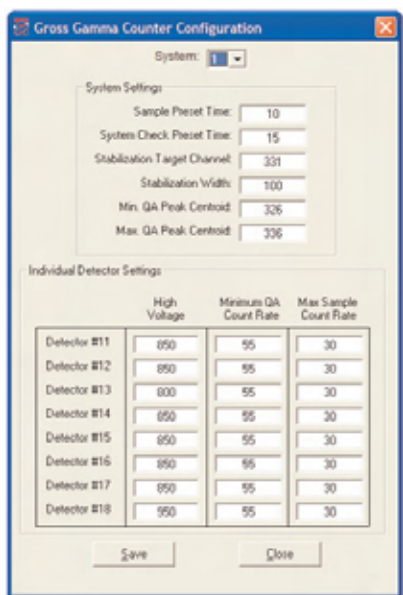 Gross Gamma Counter Configuration
System: 1
System Settings
Sample Preset Time: 10
System Check Preset Time: 15
Stabilization Target Channel: 331
Stabilization Width: 100
Min. QA Peak Centroid: 326
Max. QA Peak Centroid: 336
Individual Detector Settings
High Voltage Minimum QA Count Rate Max Sample Count Rate
Detector #11 850 55 30
Detector #12 850 55 30
Detector #13 800 55 30
Detector #14 850 55 30
Detector #15 850 55 30
Detector #16 850 55 30
Detector #17 850 55 30
Detector #18 950 55 30
Save Close